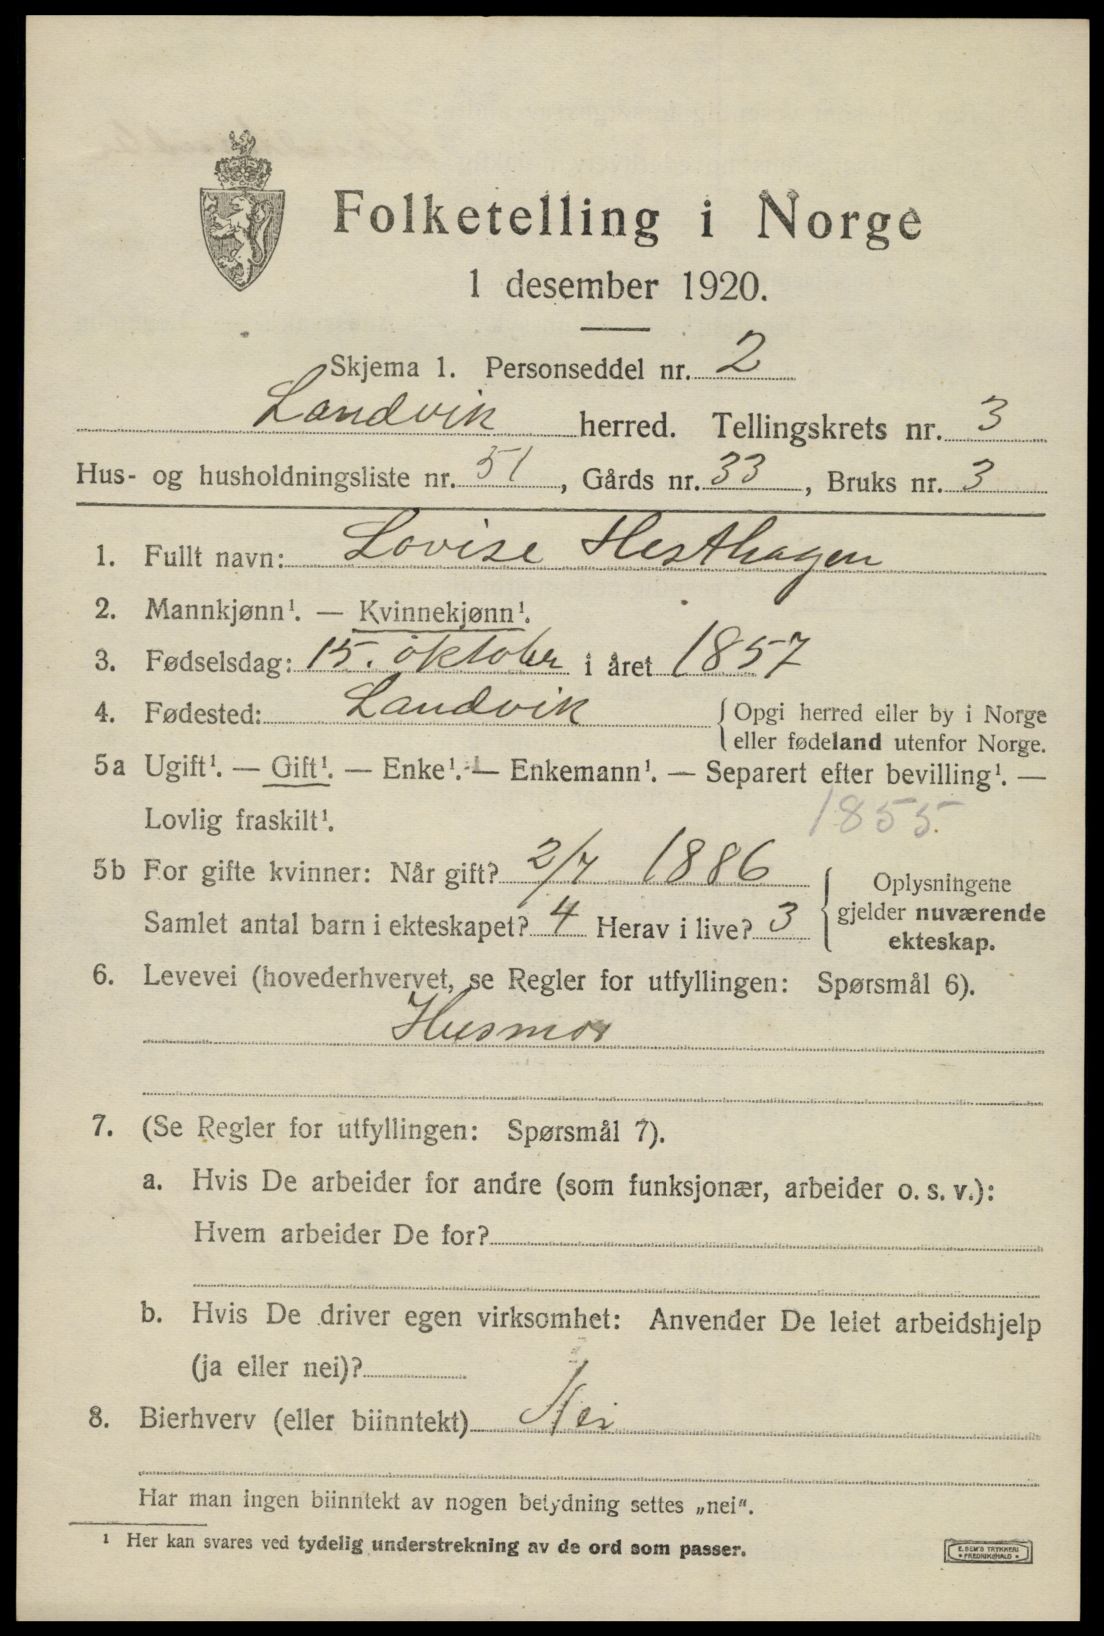 Folketelling i Norge
1 desember 1920.
Skjema 1. Personseddel nr. 2
Landvik herred. Tellingskrets nr. 3
Hus- og husholdningsliste nr. 51, Gårds nr. 33, Bruks nr. 3
1. Fullt navn: Lovise Hesthagen
2. Mannkjønn¹. — Kvinnekjønn¹.
3. Fødselsdag: 15. oktober i året 1857
4. Fødested: Landvik { Opgi herred eller by i Norge
eller fødeland utenfor Norge.
5a Ugift¹. — Gift¹. — Enke¹. — Enkemann¹. — Separert efter bevilling¹. —
Lovlig fraskilt¹. 1855.
5b For gifte kvinner: Når gift? 2/7 1886
Samlet antal barn i ekteskapet? 4 Herav i live? 3
{ Oplysningene
gjelder nuværende
ekteskap.
6. Levevei (hovederhvervet, se Regler for utfyllingen: Spørsmål 6).
Husmor
7. (Se Regler for utfyllingen: Spørsmål 7).
a. Hvis De arbeider for andre (som funksjonær, arbeider o. s. v.):
Hvem arbeider De for?
b. Hvis De driver egen virksomhet: Anvender De leiet arbeidshjelp
(ja eller nei)?
8. Bierhverv (eller biinntekt) Nei
Har man ingen biinntekt av nogen betydning settes „nei“.
¹ Her kan svares ved tydelig understrekning av de ord som passer.
E. SEM'S TRYKKERI
• FREDRIKSHALD •